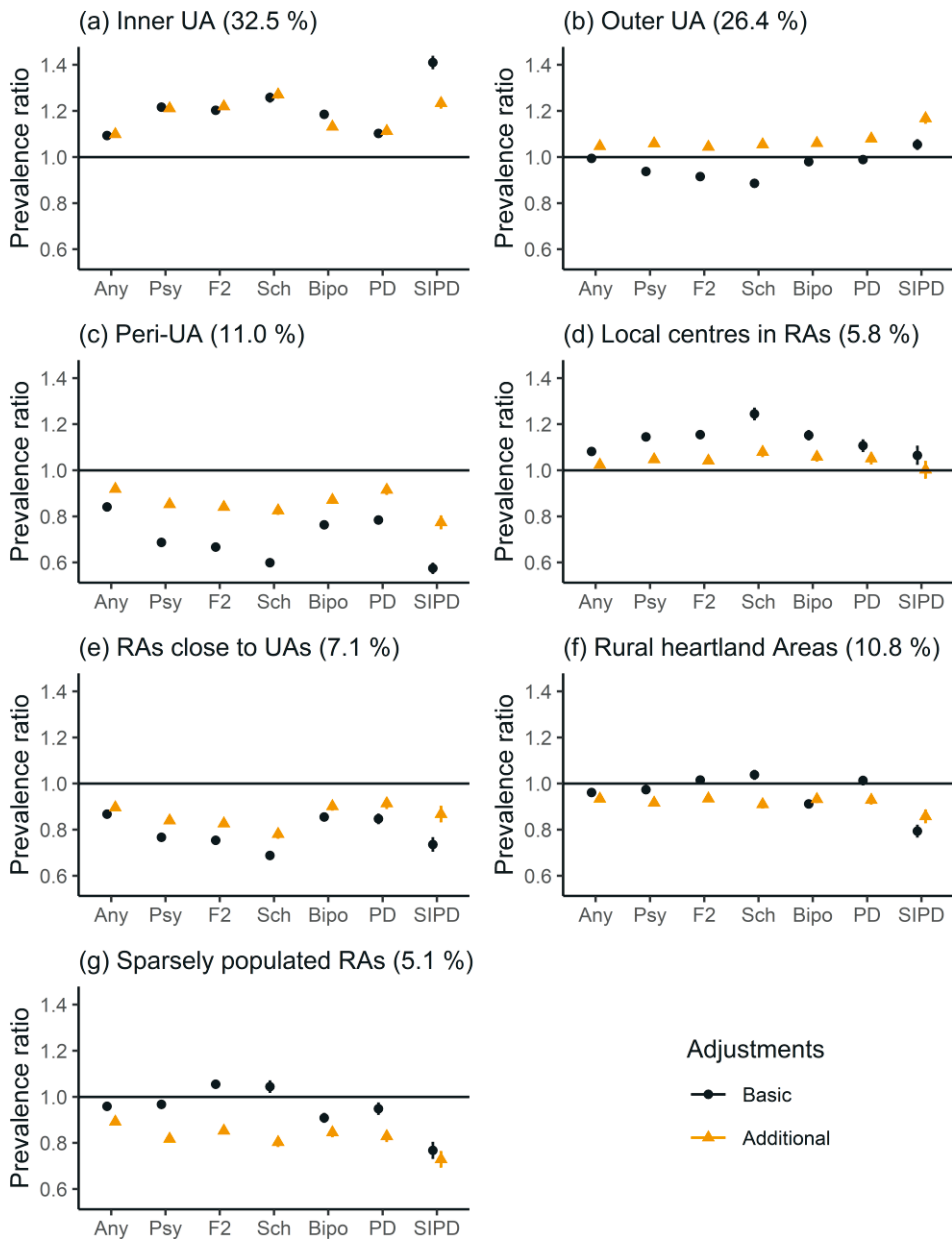 (a) Inner UA (32.5 %)
Prevalence ratio
1.4
1.2
1.0
0.8
0.6
Any Psy F2 Sch Bipo PD SIPD
(b) Outer UA (26.4 %)
Prevalence ratio
1.4
1.2
1.0
0.8
0.6
Any Psy F2 Sch Bipo PD SIPD
(c) Peri-UA (11.0 %)
Prevalence ratio
1.4
1.2
1.0
0.8
0.6
Any Psy F2 Sch Bipo PD SIPD
(d) Local centres in RAs (5.8 %)
Prevalence ratio
1.4
1.2
1.0
0.8
0.6
Any Psy F2 Sch Bipo PD SIPD
(e) RAs close to UAs (7.1 %)
Prevalence ratio
1.4
1.2
1.0
0.8
0.6
Any Psy F2 Sch Bipo PD SIPD
(f) Rural heartland Areas (10.8 %)
Prevalence ratio
1.4
1.2
1.0
0.8
0.6
Any Psy F2 Sch Bipo PD SIPD
(g) Sparsely populated RAs (5.1 %)
Prevalence ratio
1.4
1.2
1.0
0.8
0.6
Any Psy F2 Sch Bipo PD SIPD
Adjustments
Basic
Additional